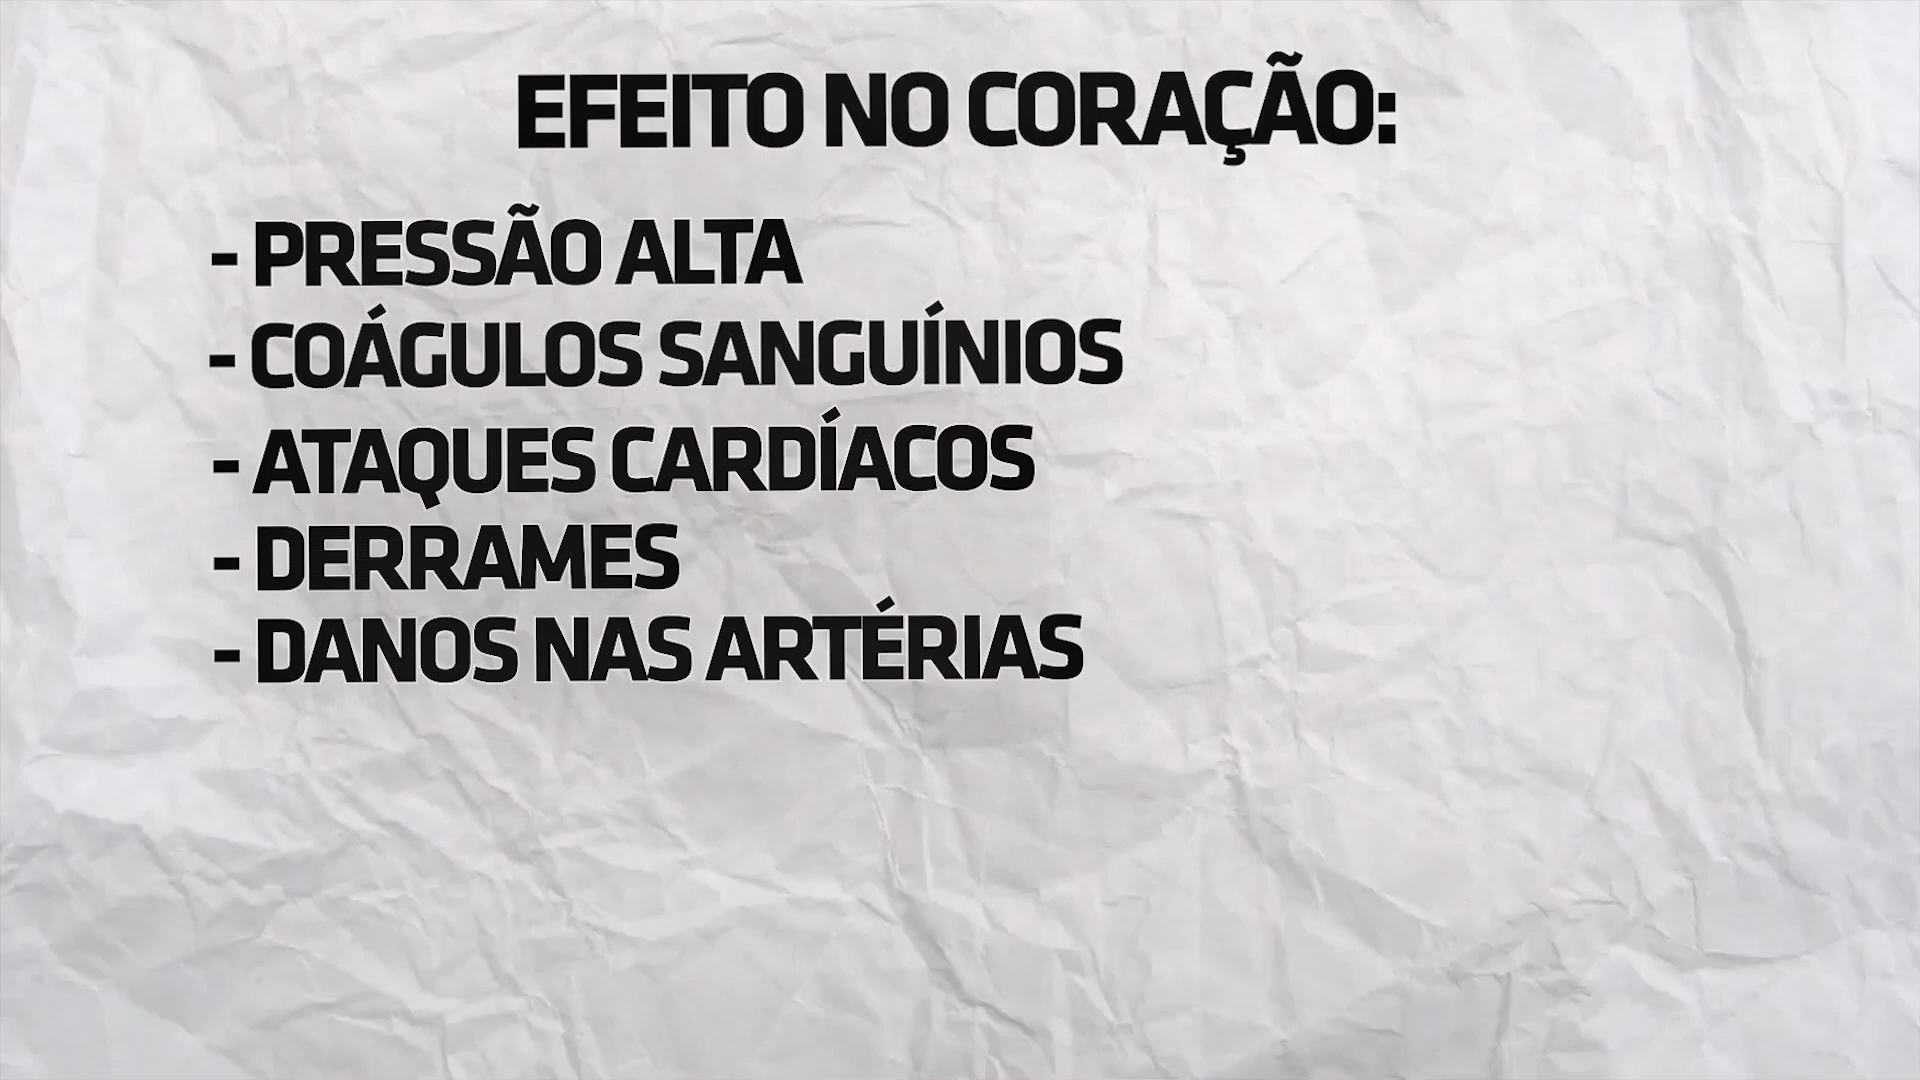 EFEITO NO CORAÇÃO:
- PRESSÃO ALTA
- COÁGULOS SANGUÍNIOS
- ATAQUES CARDÍACOS
- DERRAMES
- DANOS NAS ARTÉRIAS